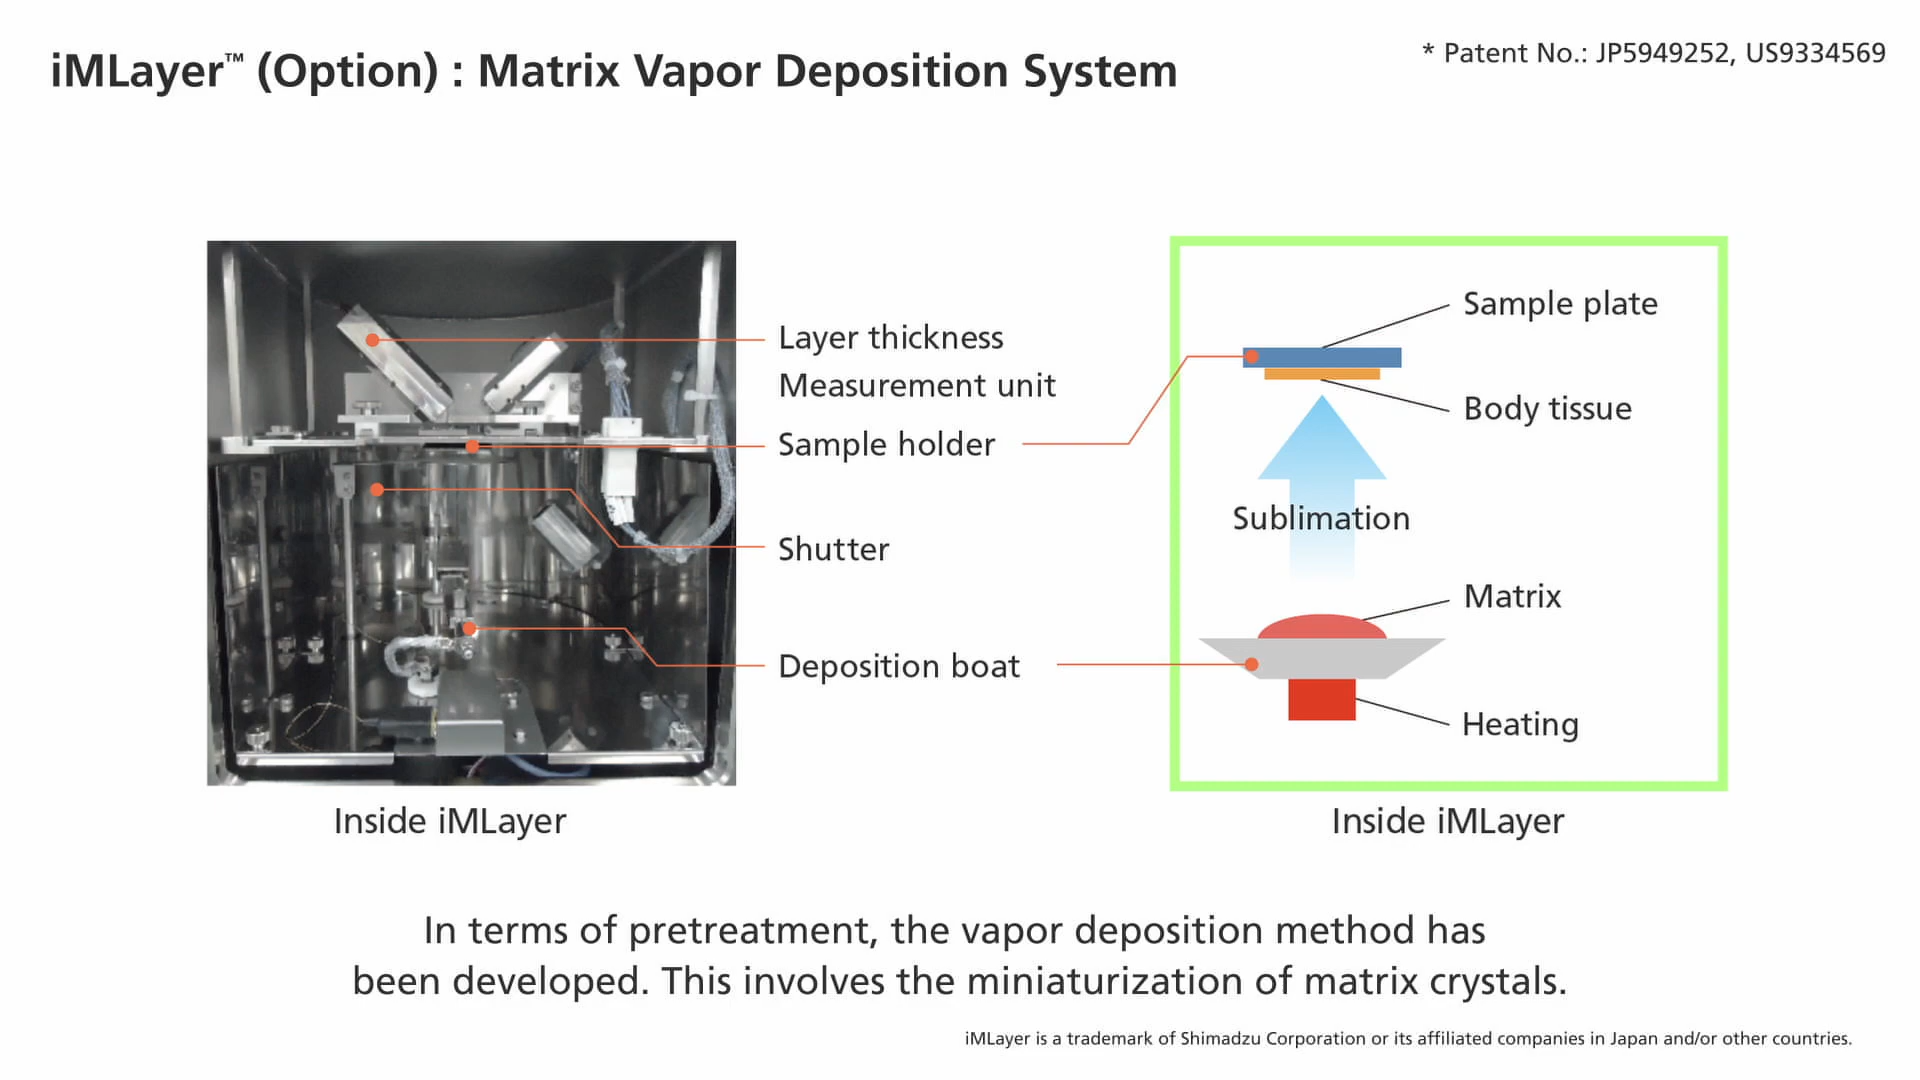 iMLayer™ (Option) : Matrix Vapor Deposition System
* Patent No.: JP5949252, US9334569
Layer thickness
Measurement unit
Sample holder
Shutter
Deposition boat
Inside iMLayer
Sample plate
Body tissue
Sublimation
Matrix
Heating
Inside iMLayer
In terms of pretreatment, the vapor deposition method has
been developed. This involves the miniaturization of matrix crystals.
iMLayer is a trademark of Shimadzu Corporation or its affiliated companies in Japan and/or other countries.